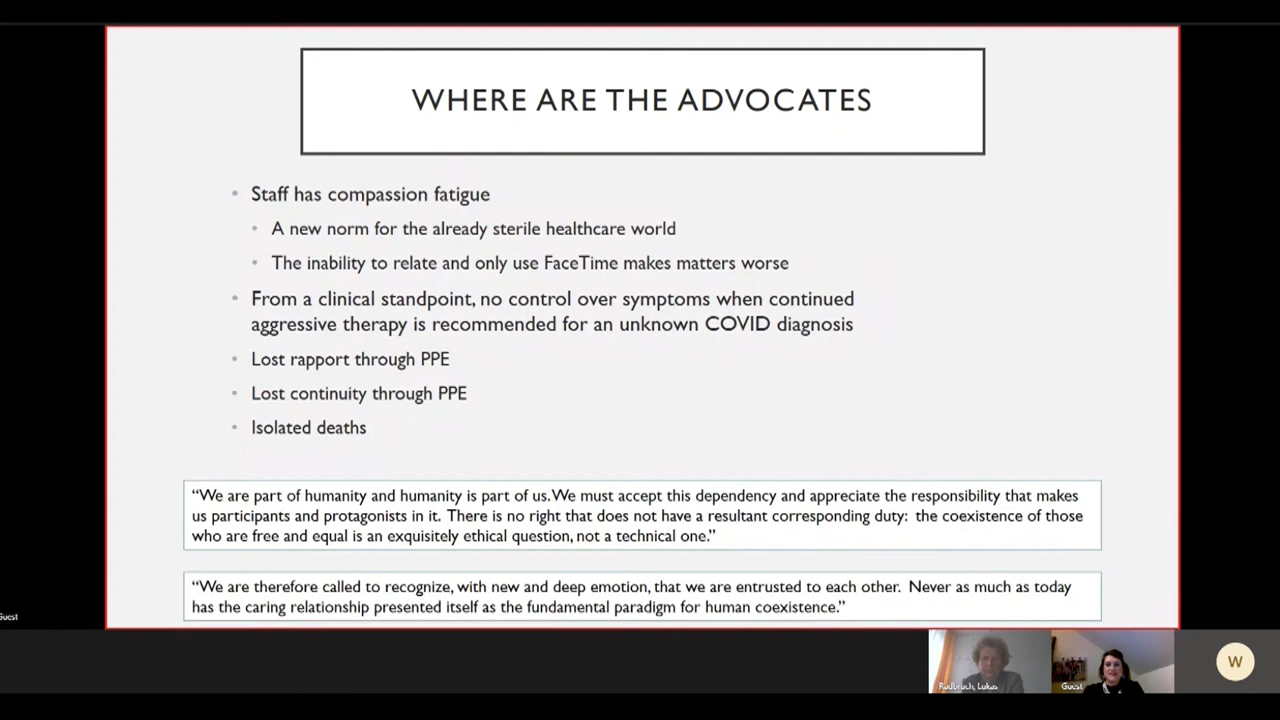 WHERE ARE THE ADVOCATES
Staff has compassion fatigue
A new norm for the already sterile healthcare world
The inability to relate and only use FaceTime makes matters worse
From a clinical standpoint, no control over symptoms when continued
aggressive therapy is recommended for an unknown COVID diagnosis
Lost rapport through PPE
Lost continuity through PPE
Isolated deaths
“We are part of humanity and humanity is part of us. We must accept this dependency and appreciate the responsibility that makes
us participants and protagonists in it. There is no right that does not have a resultant corresponding duty: the coexistence of those
who are free and equal is an exquisitely ethical question, not a technical one.”
“We are therefore called to recognize, with new and deep emotion, that we are entrusted to each other. Never as much as today
has the caring relationship presented itself as the fundamental paradigm for human coexistence.”
Guest
Radbruch, Lukas
Guest
W